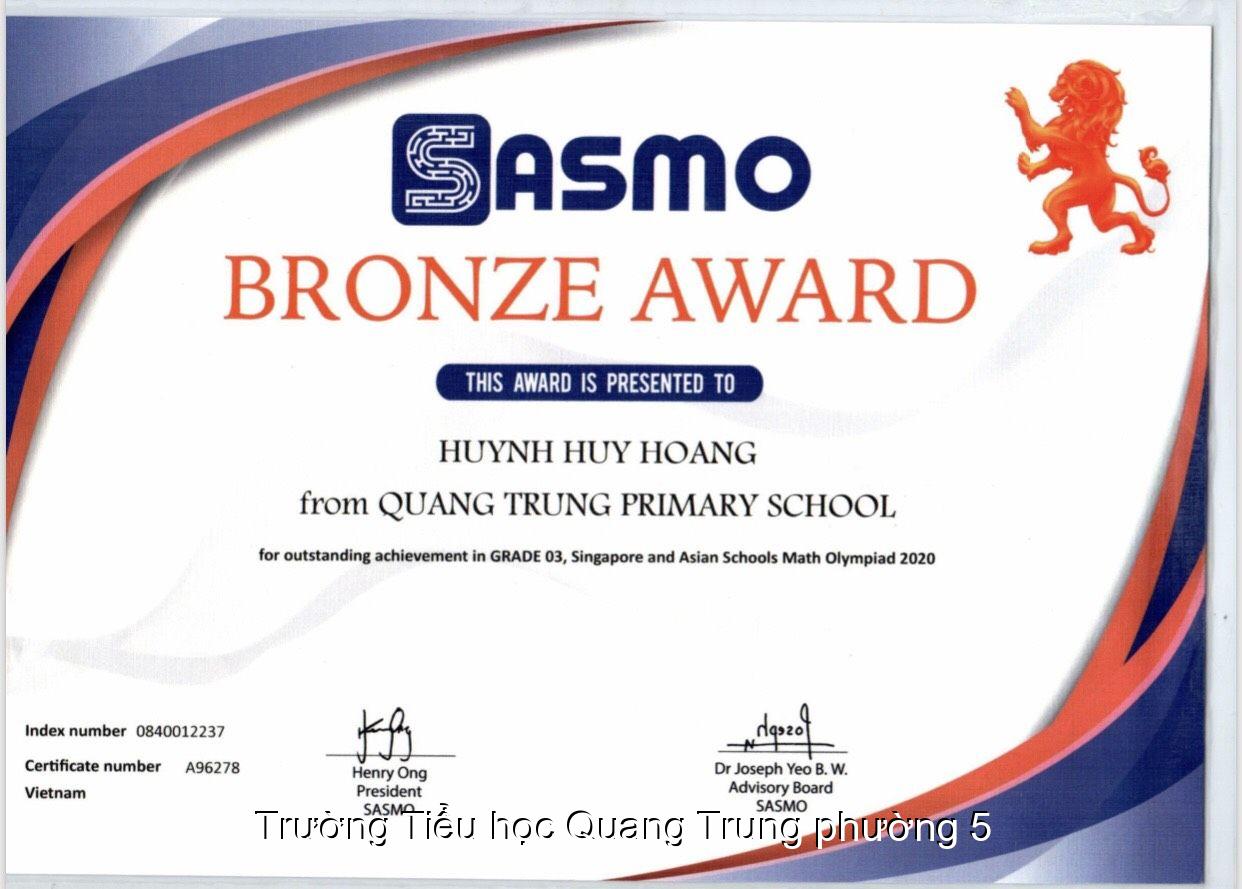 SASMO
BRONZE AWARD
THIS AWARD IS PRESENTED TO
HUYNH HUY HOANG
from QUANG TRUNG PRIMARY SCHOOL
for outstanding achievement in GRADE 03, Singapore and Asian Schools Math Olympiad 2020
Index number 0840012237
Certificate number A96278
Vietnam
Henry Ong
President
SASMO
Dr Joseph Yeo B. W.
Advisory Board
SASMO
Trường Tiểu học Quang Trung phường 5